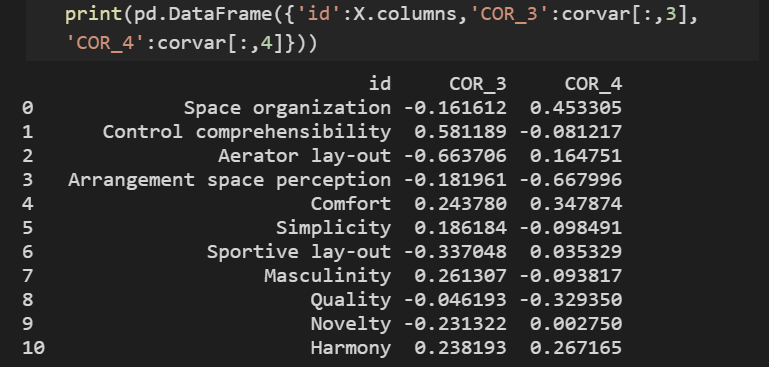 print(pd.DataFrame({'id':X.columns,'COR_3':corvar[:,3],
'COR_4':corvar[:,4]}))
id COR_3 COR_4
0 Space organization -0.161612 0.453305
1 Control comprehensibility 0.581189 -0.081217
2 Aerator lay-out -0.663706 0.164751
3 Arrangement space perception -0.181961 -0.667996
4 Comfort 0.243780 0.347874
5 Simplicity 0.186184 -0.098491
6 Sportive lay-out -0.337048 0.035329
7 Masculinity 0.261307 -0.093817
8 Quality -0.046193 -0.329350
9 Novelty -0.231322 0.002750
10 Harmony 0.238193 0.267165